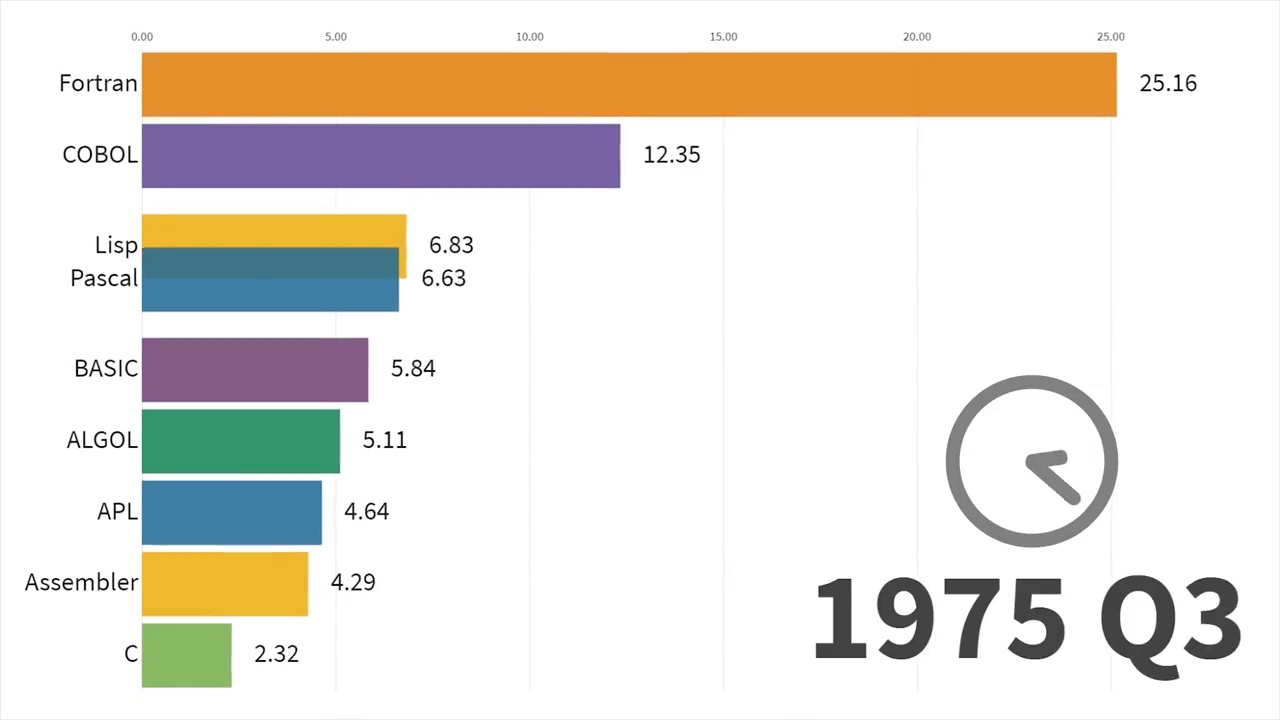 0.00 5.00 10.00 15.00 20.00 25.00
Fortran 25.16
COBOL 12.35
Lisp 6.83
Pascal 6.63
BASIC 5.84
ALGOL 5.11
APL 4.64
Assembler 4.29
C 2.32
1975 Q3